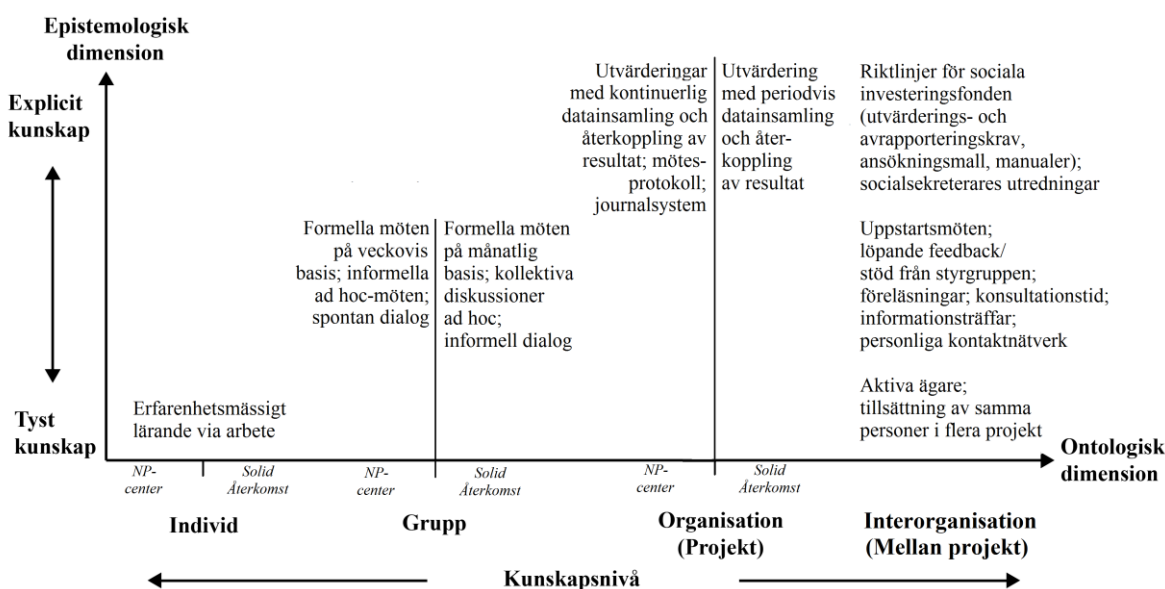 Epistemologisk
dimension
Explicit
kunskap
Tyst
kunskap
Utvärderingar
med kontinuerlig
datainsamling och
återkoppling av
resultat; mötes-
protokoll;
journalsystem
Utvärdering
med periodvis
datainsamling
och åter-
koppling
av resultat
Riktlinjer för sociala
investeringsfonden
(utvärderings- och
avrapporteringskrav,
ansökningsmall, manualer);
socialsekreterares utredningar
Formella möten
på veckovis
basis; informella
ad hoc-möten;
spontan dialog
Formella möten
på månatlig
basis; kollektiva
diskussioner
ad hoc;
informell dialog
Uppstartsmöten;
löpande feedback/
stöd från styrgruppen;
föreläsningar; konsultationstid;
informationsträffar;
personliga kontaktnätverk
Erfarenhetsmässigt
lärande via arbete
Aktiva ägare;
tillsättning av samma
personer i flera projekt
Ontologisk
dimension
NP-
center
Solid
Återkomst
NP-
center
Solid
Återkomst
NP-
center
Solid
Återkomst
Individ
Grupp
Organisation
(Projekt)
Interorganisation
(Mellan projekt)
Kunskapsnivå